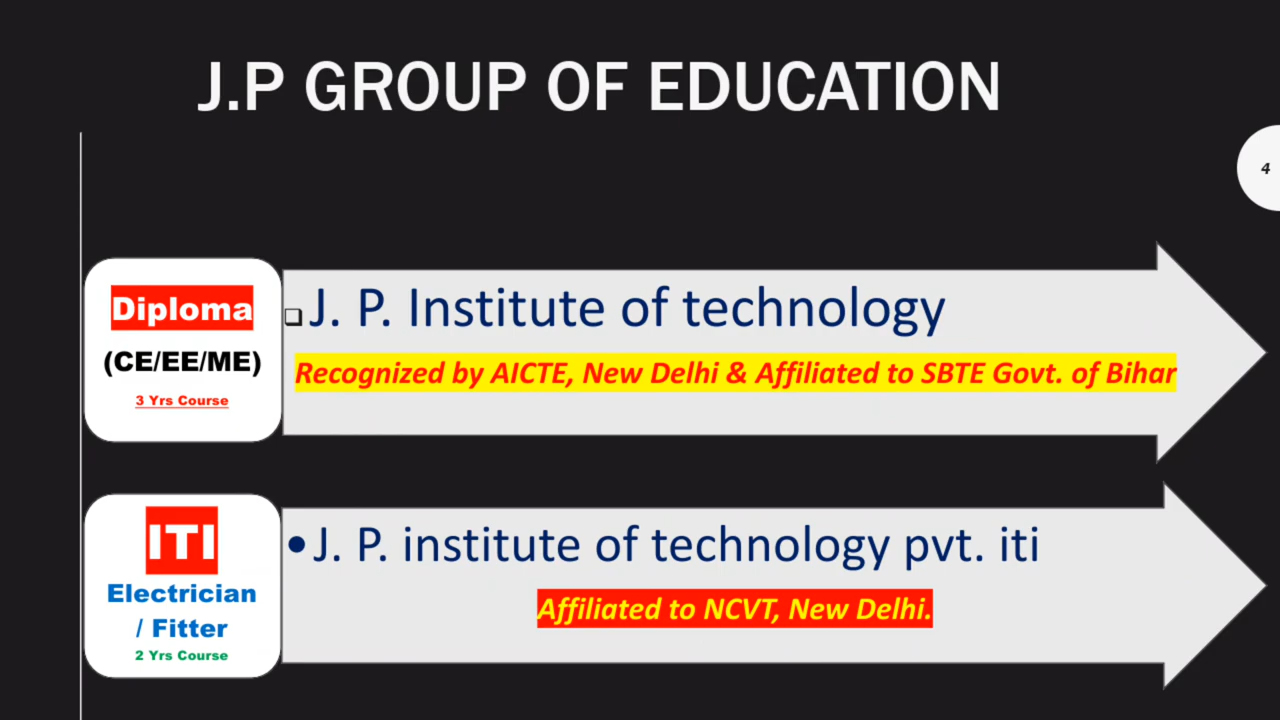 J.P GROUP OF EDUCATION
4
Diploma
(CE/EE/ME)
3 Yrs Course
❑J. P. Institute of technology
Recognized by AICTE, New Delhi & Affiliated to SBTE Govt. of Bihar
ITI
Electrician
/ Fitter
2 Yrs Course
•J. P. institute of technology pvt. iti
Affiliated to NCVT, New Delhi.